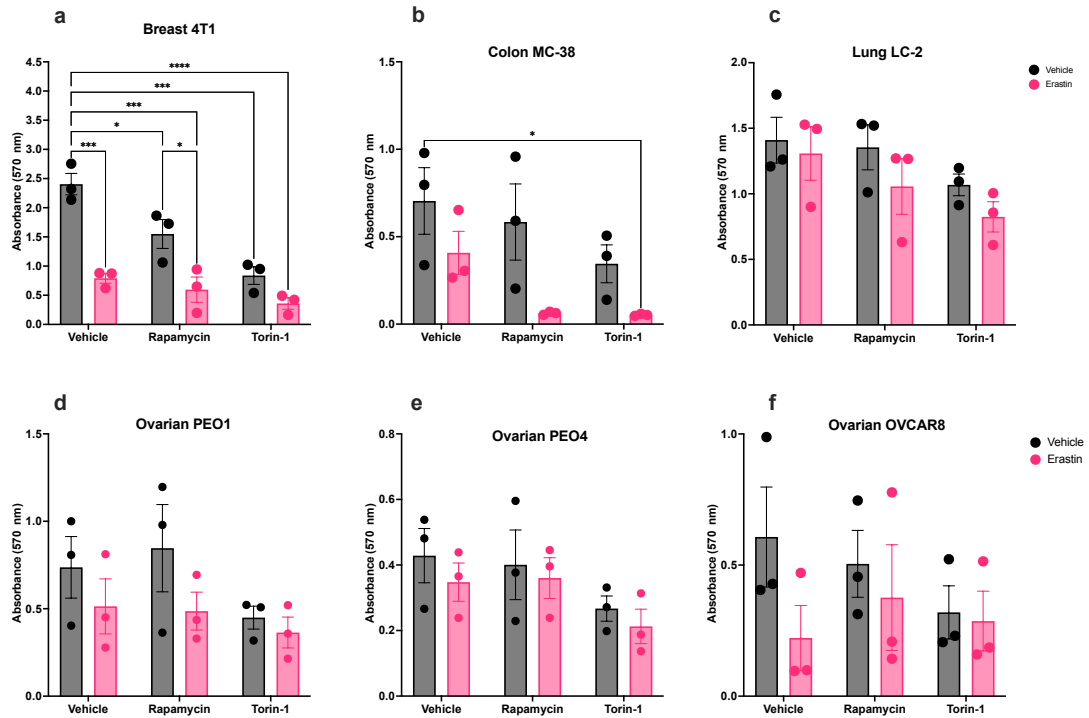 a
Breast 4T1
Absorbance (570 nm)
4.5
4.0
3.5
3.0
2.5
2.0
1.5
1.0
0.5
0.0
****
***
***
*
***
*
Vehicle
Rapamycin
Torin-1
b
Colon MC-38
Absorbance (570 nm)
1.0
0.5
0.0
*
Vehicle
Rapamycin
Torin-1
c
Lung LC-2
Absorbance (570 nm)
2.0
1.5
1.0
0.5
0.0
Vehicle
Rapamycin
Torin-1
Vehicle
Erastin
d
Ovarian PEO1
Absorbance (570 nm)
1.5
1.0
0.5
0.0
Vehicle
Rapamycin
Torin-1
e
Ovarian PEO4
Absorbance (570 nm)
0.8
0.6
0.4
0.2
0.0
Vehicle
Rapamycin
Torin-1
f
Ovarian OVCAR8
Absorbance (570 nm)
1.0
0.5
0.0
Vehicle
Rapamycin
Torin-1
Vehicle
Erastin